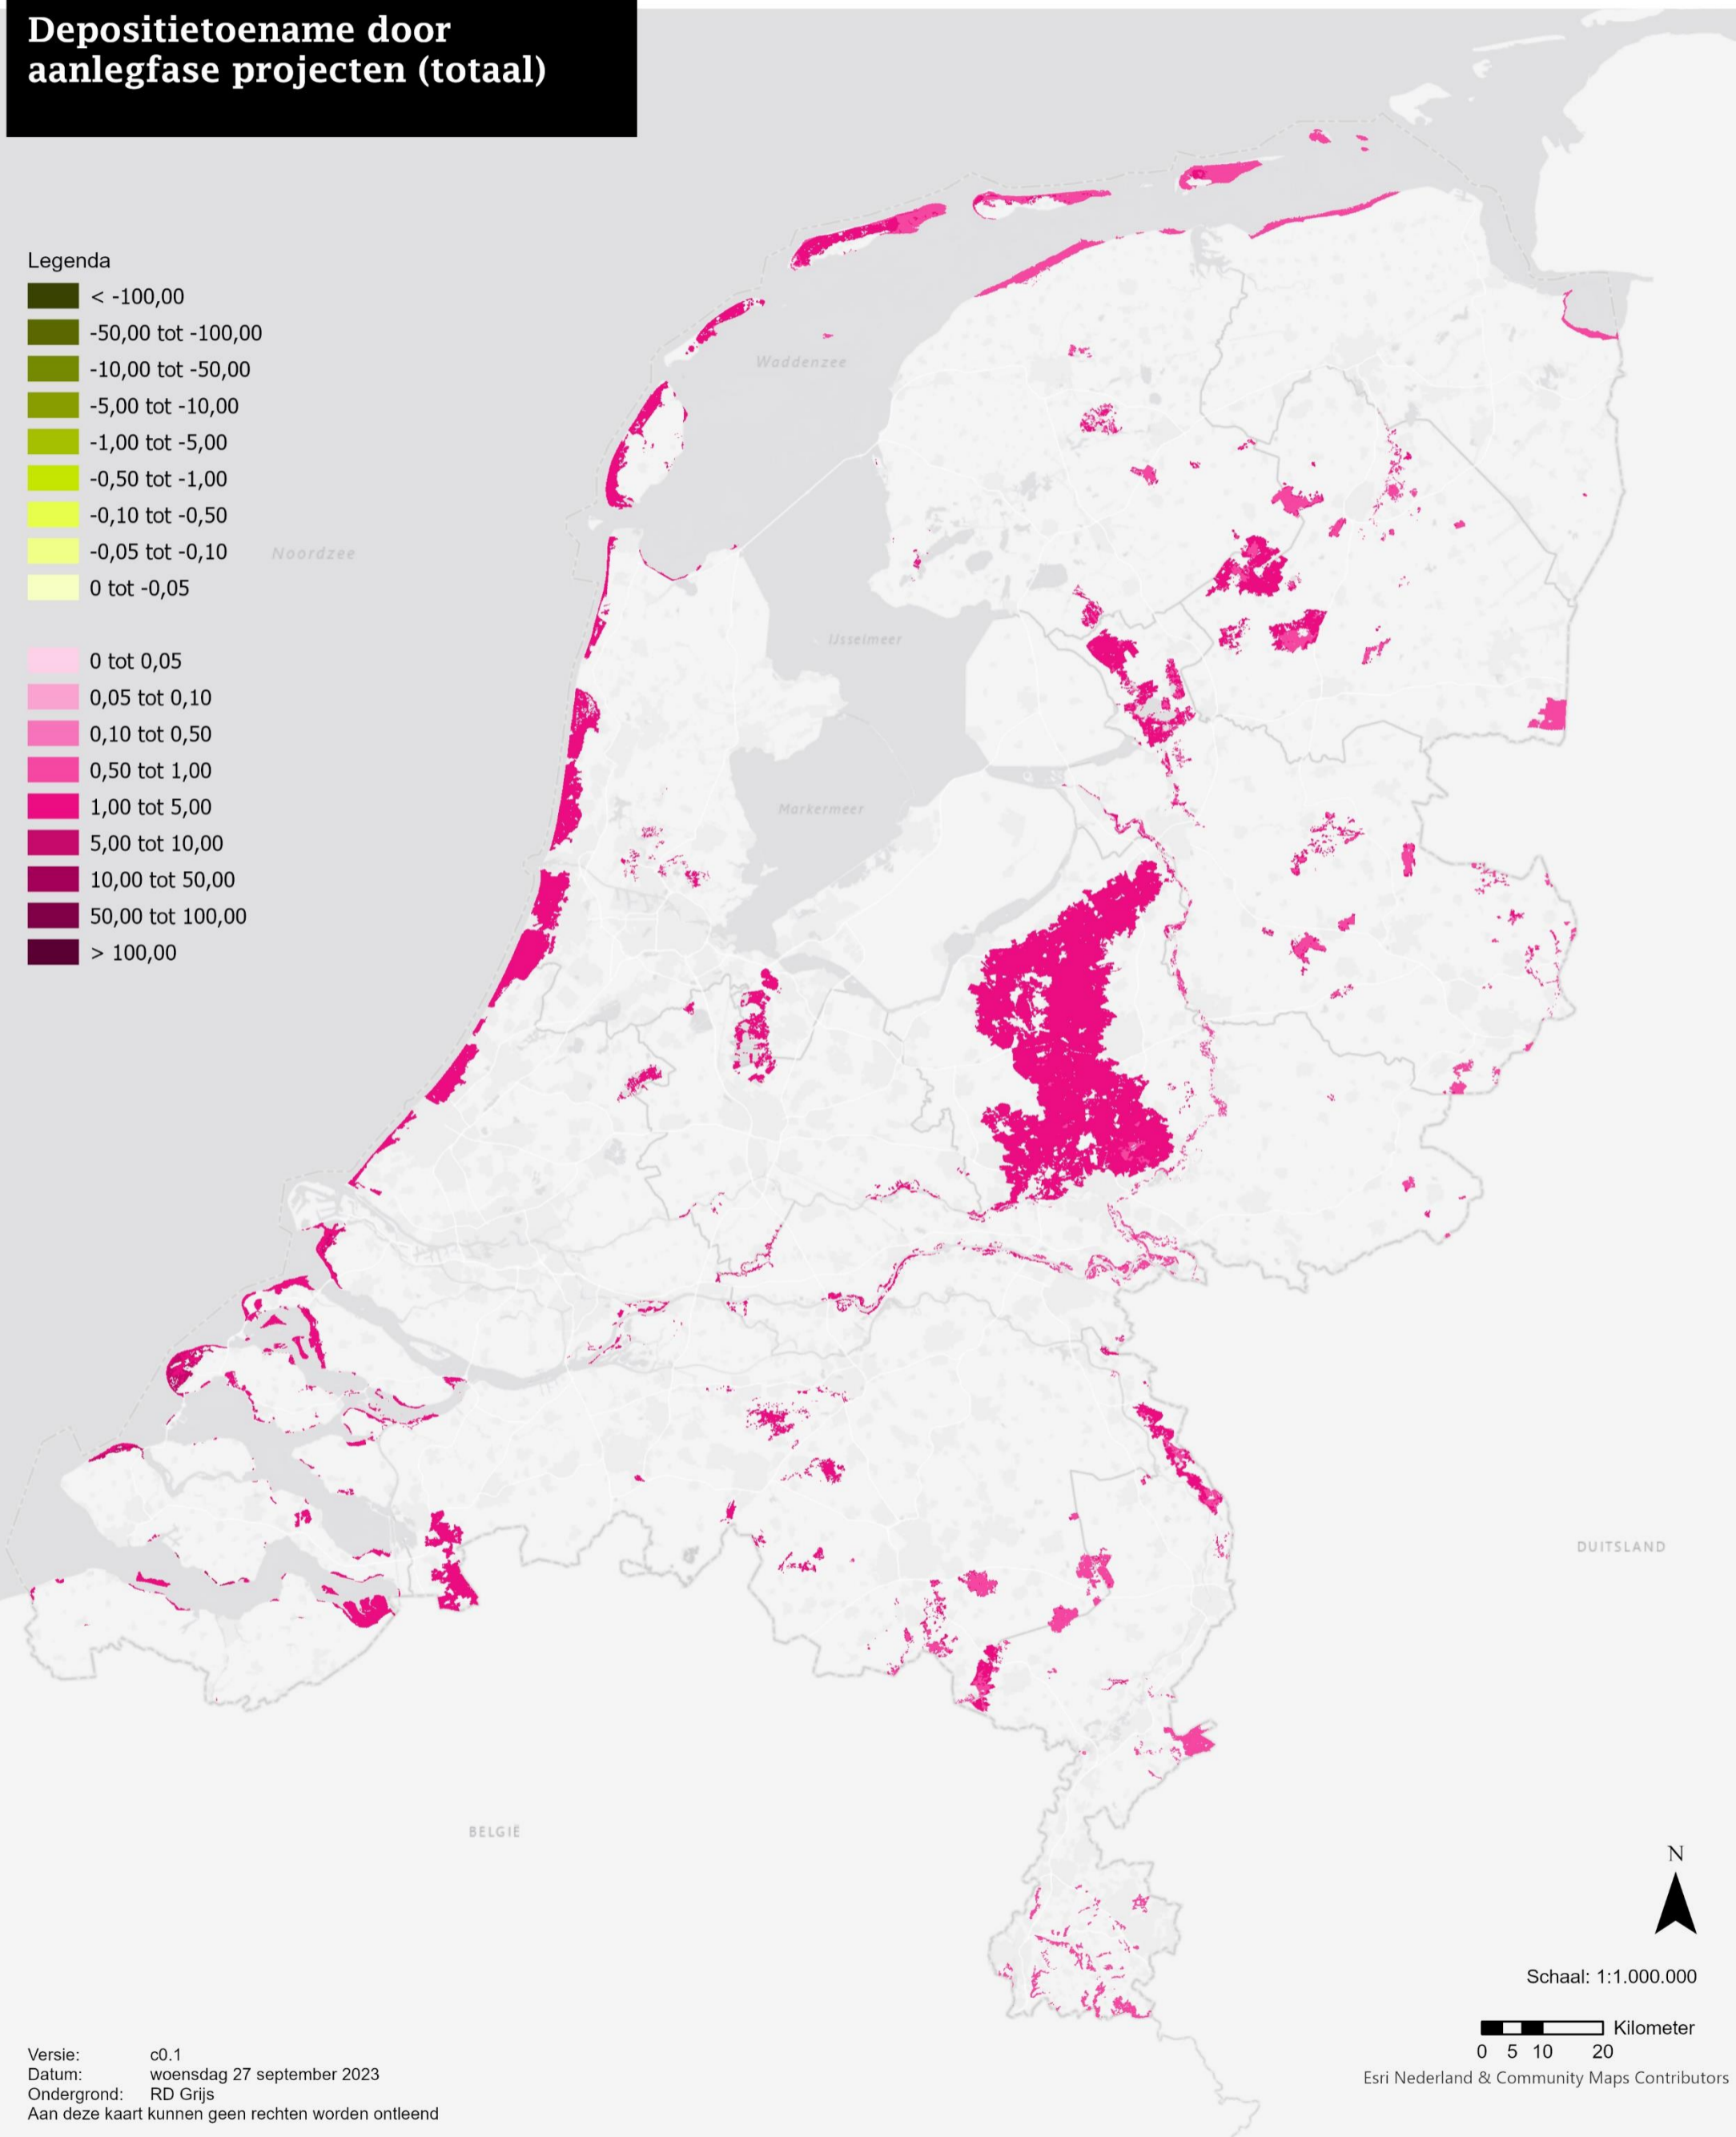 Depositietoename door
aanlegfase projecten (totaal)
Legenda
< -100,00
-50,00 tot -100,00
-10,00 tot -50,00
-5,00 tot -10,00
-1,00 tot -5,00
-0,50 tot -1,00
-0,10 tot -0,50
-0,05 tot -0,10
0 tot -0,05
0 tot 0,05
0,05 tot 0,10
0,10 tot 0,50
0,50 tot 1,00
1,00 tot 5,00
5,00 tot 10,00
10,00 tot 50,00
50,00 tot 100,00
> 100,00
Waddenzee
Noordzee
IJsselmeer
Markermeer
DUITSLAND
BELGIË
N
Schaal: 1:1.000.000
Kilometer
0 5 10 20
Esri Nederland & Community Maps Contributors
Versie: c0.1
Datum: woensdag 27 september 2023
Ondergrond: RD Grijs
Aan deze kaart kunnen geen rechten worden ontleend